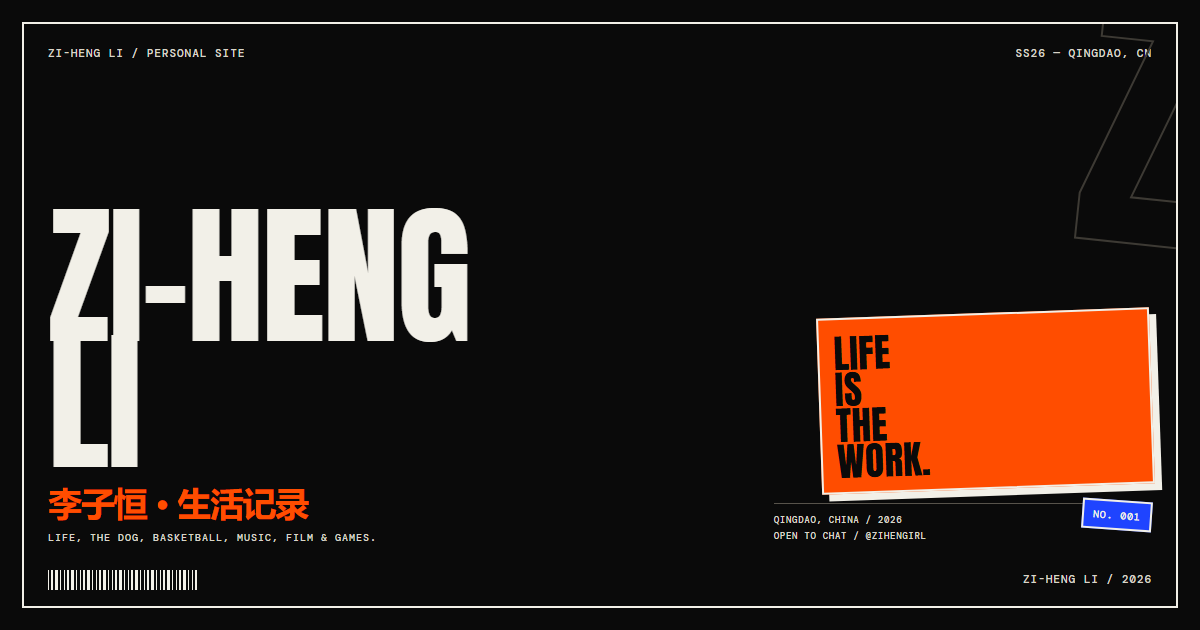 ZI-HENG LI / PERSONAL SITE
SS26 — QINGDAO, CN
ZI-HENG
LI
李子恒 • 生活记录
LIFE, THE DOG, BASKETBALL, MUSIC, FILM & GAMES.
LIFE
IS
THE
WORK.
NO. 001
QINGDAO, CHINA / 2026
OPEN TO CHAT / @ZIHENGIRL
ZI-HENG LI / 2026